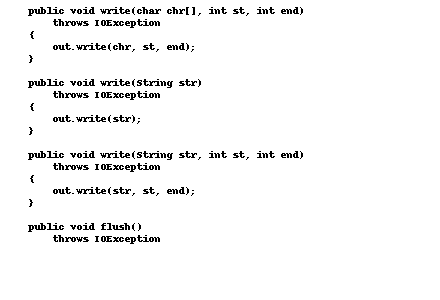 public void write(char chr[], int st, int end)
    throws IOException
{
    out.write(chr, st, end);
}

public void write(String str)
    throws IOException
{
    out.write(str);
}

public void write(String str, int st, int end)
    throws IOException
{
    out.write(str, st, end);
}

public void flush()
    throws IOException